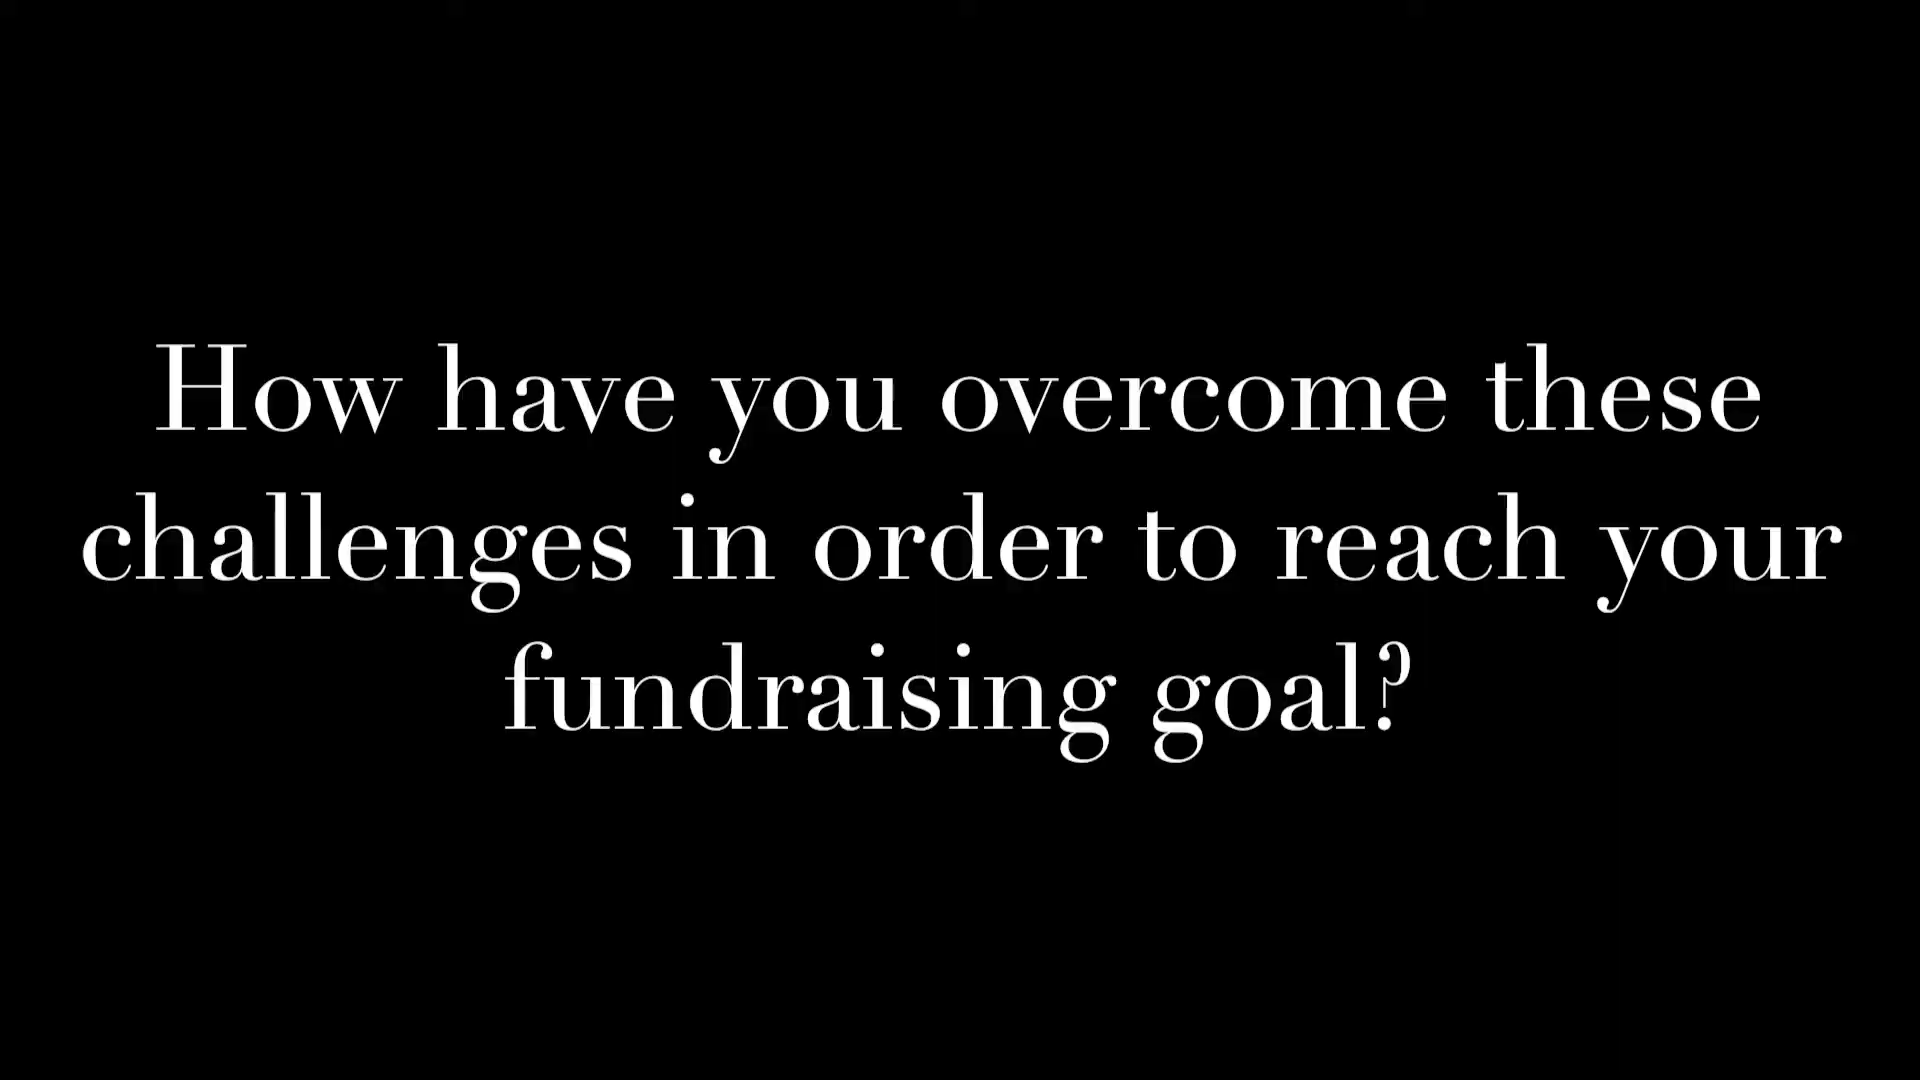 How have you overcome these
challenges in order to reach your
fundraising goal?